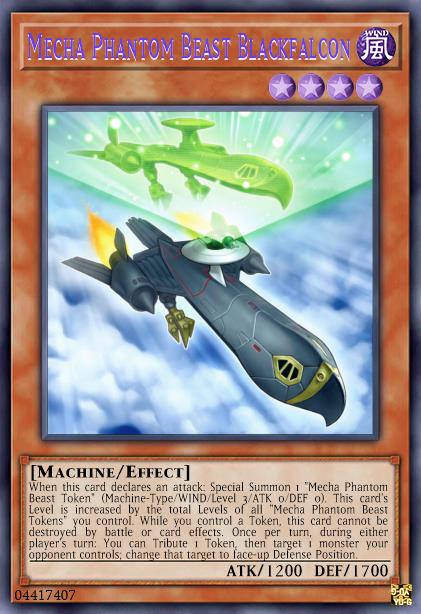 Mecha Phantom Beast Blackfalcon
WIND
風
[Machine/Effect]
When this card declares an attack: Special Summon 1 "Mecha Phantom
Beast Token" (Machine-Type/WIND/Level 3/ATK 0/DEF 0). This card's
Level is increased by the total Levels of all "Mecha Phantom Beast
Tokens" you control. While you control a Token, this card cannot be
destroyed by battle or card effects. Once per turn, during either
player's turn: You can Tribute 1 Token, then target 1 monster your
opponent controls; change that target to face-up Defense Position.
ATK/1200 DEF/1700
04417407